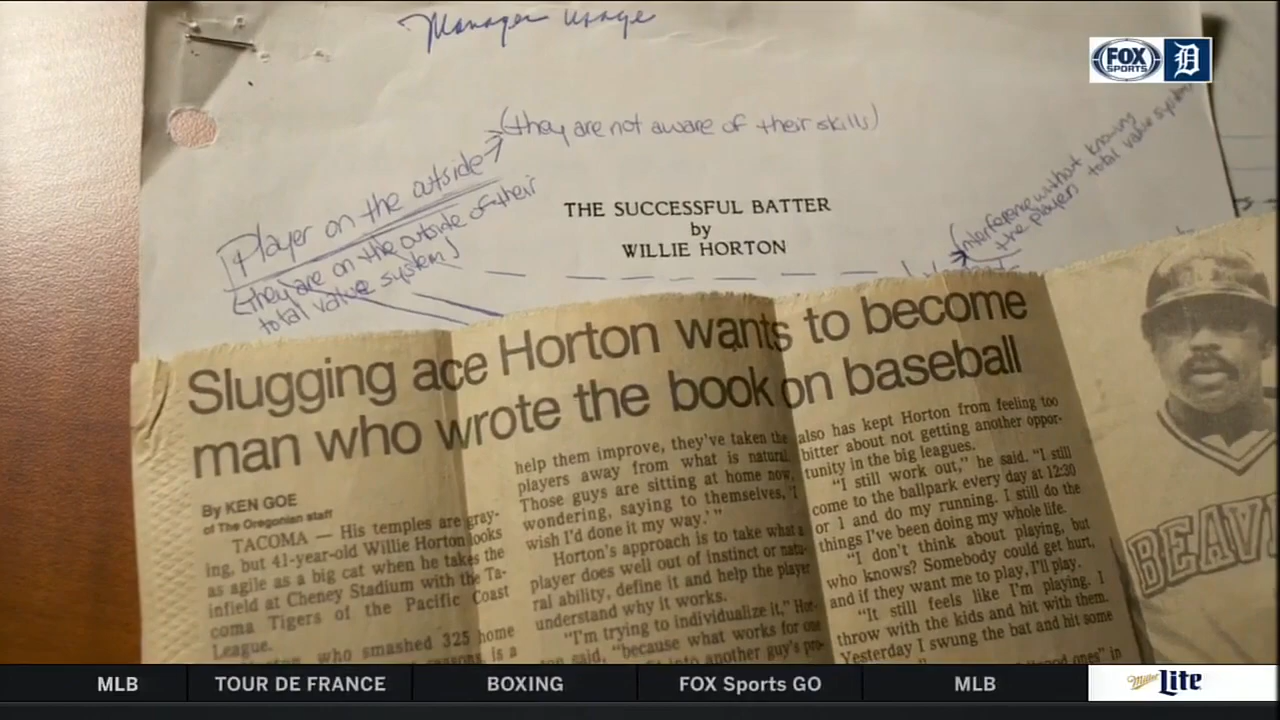 Manager Usage
FOX
SPORTS
D
(they are not aware of their skills)
Player on the outside
(they are on the outside of their
total value system)
Interference without knowing
the players total value system
THE SUCCESSFUL BATTER
by
WILLIE HORTON
Slugging ace Horton wants to become
man who wrote the book on baseball
By KEN GOE
of The Oregonian staff
TACOMA — His temples are gray-
ing, but 41-year-old Willie Horton looks
as agile as a big cat when he takes the
infield at Cheney Stadium with the Ta-
coma Tigers of the Pacific Coast
League.
who smashed 325 home
is a
help them improve, they've taken the
players away from what is natural.
Those guys are sitting at home now,
wondering, saying to themselves, 'I
wish I'd done it my way.' "
Horton's approach is to take what a
player does well out of instinct or natu-
ral ability, define it and help the player
understand why it works.
"I'm trying to individualize it," Hor-
ton said, "because what works for one
into another guy's pro-
also has kept Horton from feeling too
bitter about not getting another oppor-
tunity in the big leagues.
"I still work out," he said. "I still
come to the ballpark every day at 12:30
or 1 and do my running. I still do the
things I've been doing my whole life.
"I don't think about playing, but
who knows? Somebody could get hurt,
and if they want me to play, I'll play.
"It still feels like I'm playing. I
throw with the kids and hit with them.
Yesterday I swung the bat and hit some
ones" in
BEAV
MLB
TOUR DE FRANCE
BOXING
FOX Sports GO
MLB
Miller Lite